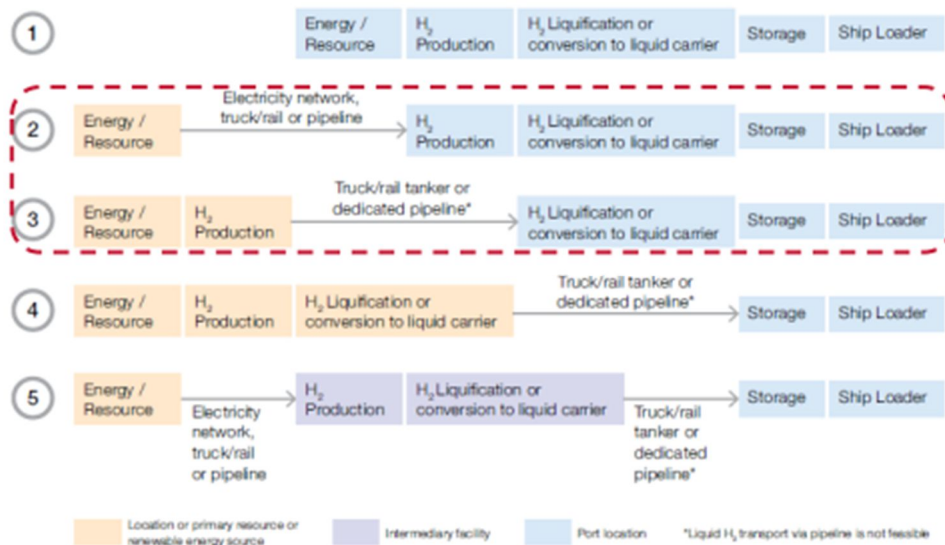 1
Energy /
Resource
H₂
Production
H₂ Liquification or
conversion to liquid carrier
Storage
Ship Loader
2
Energy /
Resource
Electricity network,
truck/rail or pipeline
H₂
Production
H₂ Liquification or
conversion to liquid carrier
Storage
Ship Loader
3
Energy /
Resource
H₂
Production
Truck/rail tanker or
dedicated pipeline*
H₂ Liquification or
conversion to liquid carrier
Storage
Ship Loader
4
Energy /
Resource
H₂
Production
H₂ Liquification or
conversion to liquid carrier
Truck/rail tanker or
dedicated pipeline*
Storage
Ship Loader
5
Energy /
Resource
Electricity
network,
truck/rail
or pipeline
H₂
Production
H₂ Liquification or
conversion to liquid carrier
Truck/rail
tanker or
dedicated
pipeline*
Storage
Ship Loader
Location or primary resource or
renewable energy source
Intermediary facility
Port location
*Liquid H₂ transport via pipeline is not feasible